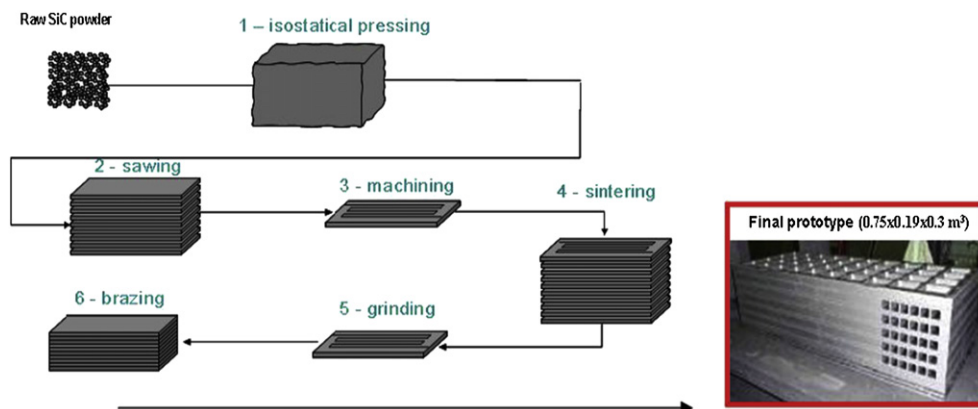 Raw SiC powder
1 – isostatical pressing
2 - sawing
3 - machining
4 - sintering
Final prototype (0.75x0.19x0.3 m³)
6 - brazing
5 - grinding